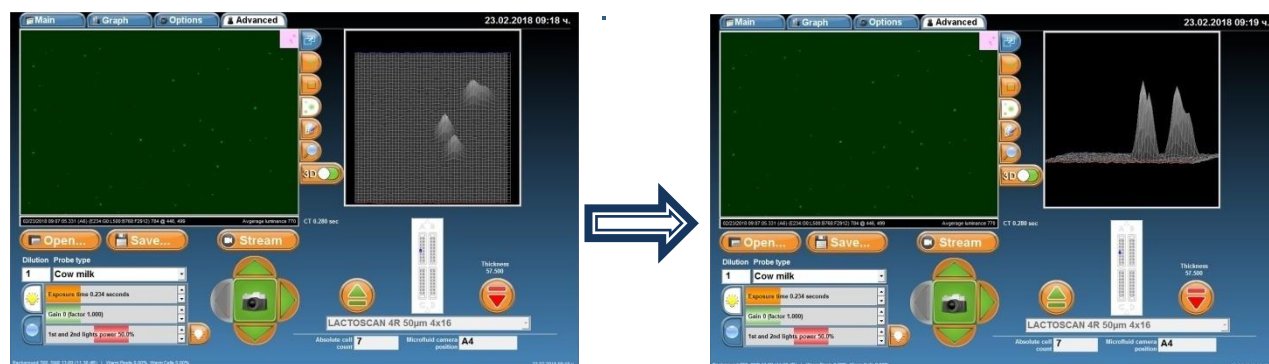 Main Graph Options Advanced 23.02.2018 09:18 ч.
3D
CT 0.280 sec
Open... Save... Stream
Dilution Probe type
1 Cow milk
Thickness
57.500
Exposure time 0.234 seconds
Gain 0 (factor 1.000)
1st and 2nd lights power 50.0%
LACTOSCAN 4R 50µm 4x16
Absolute cell count 7 Microfluid camera position A4
Main Graph Options Advanced 23.02.2018 09:19 ч.
3D
CT 0.280 sec
Open... Save... Stream
Dilution Probe type
1 Cow milk
Thickness
57.500
Exposure time 0.234 seconds
Gain 0 (factor 1.000)
1st and 2nd lights power 50.0%
LACTOSCAN 4R 50µm 4x16
Absolute cell count 7 Microfluid camera position A4